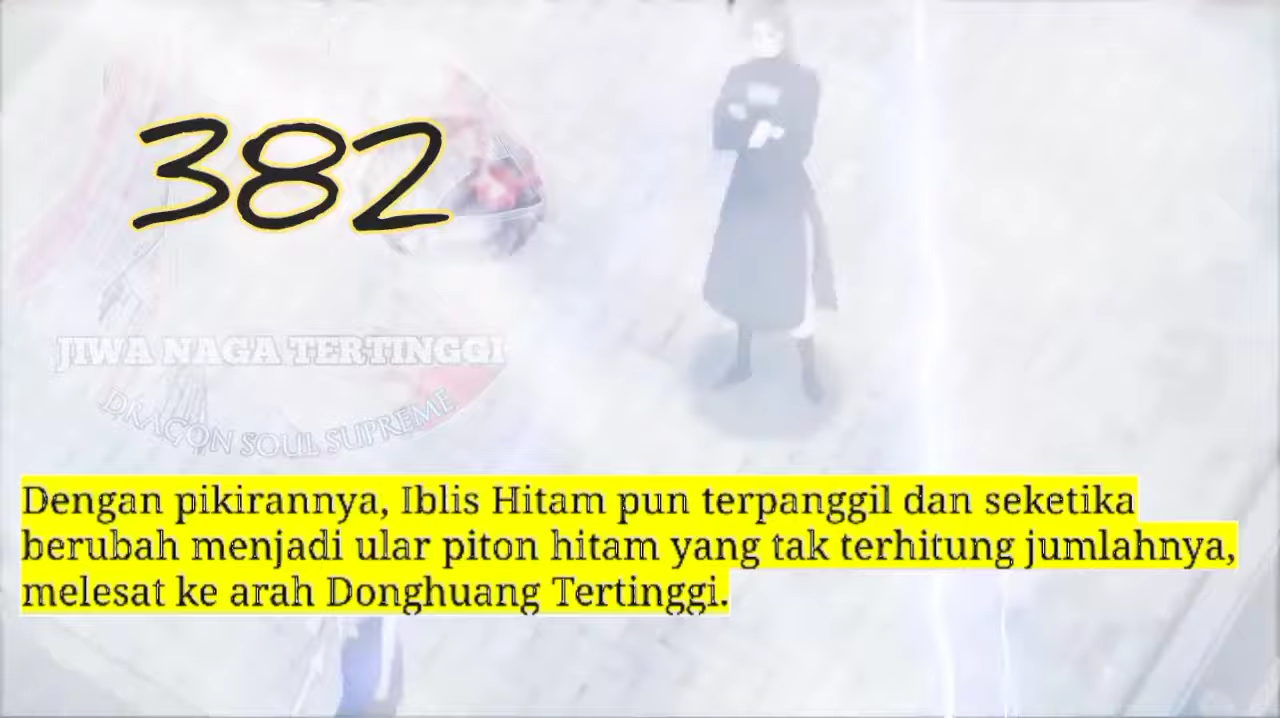 382
JIWA NAGA TERTINGGI
DRAGON SOUL SUPREME
Dengan pikirannya, Iblis Hitam pun terpanggil dan seketika
berubah menjadi ular piton hitam yang tak terhitung jumlahnya,
melesat ke arah Donghuang Tertinggi.